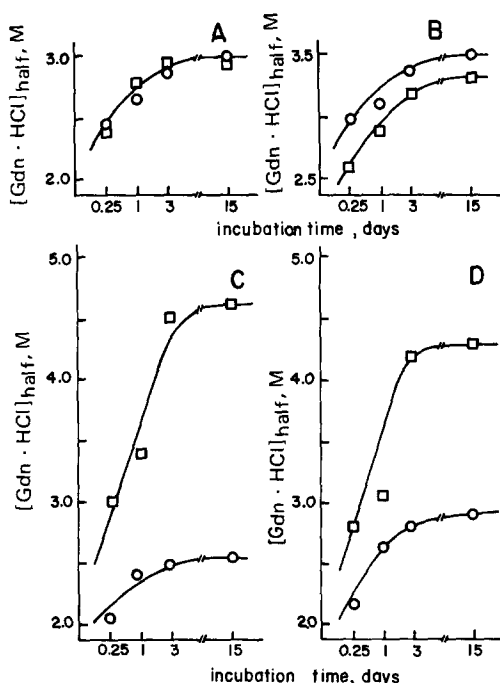 A
B
3.0
2.0
[Gdn · HCl]half, M
0.25 1 3 15
3.5
2.5
[Gdn · HCl]half, M
0.25 1 3 15
incubation time, days
C
D
5.0
4.0
3.0
2.0
[Gdn · HCl]half, M
0.25 1 3 15
5.0
4.0
3.0
2.0
[Gdn · HCl]half, M
0.25 1 3 15
incubation time, days